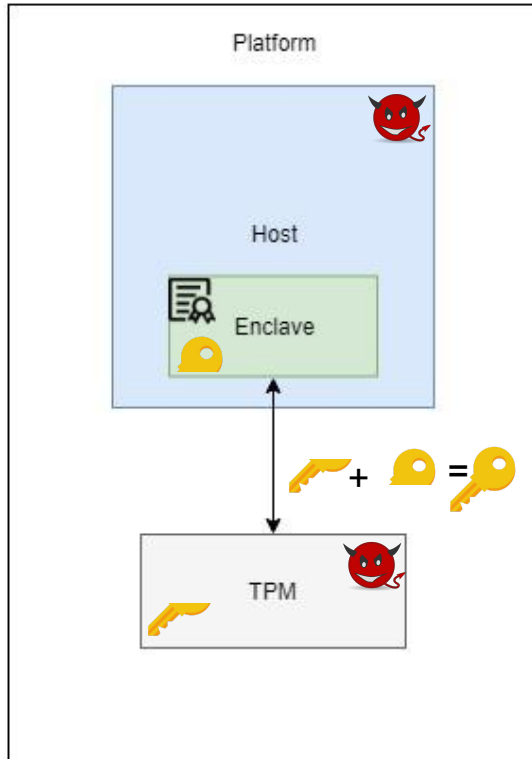 Platform
Host
Enclave
+ =
TPM